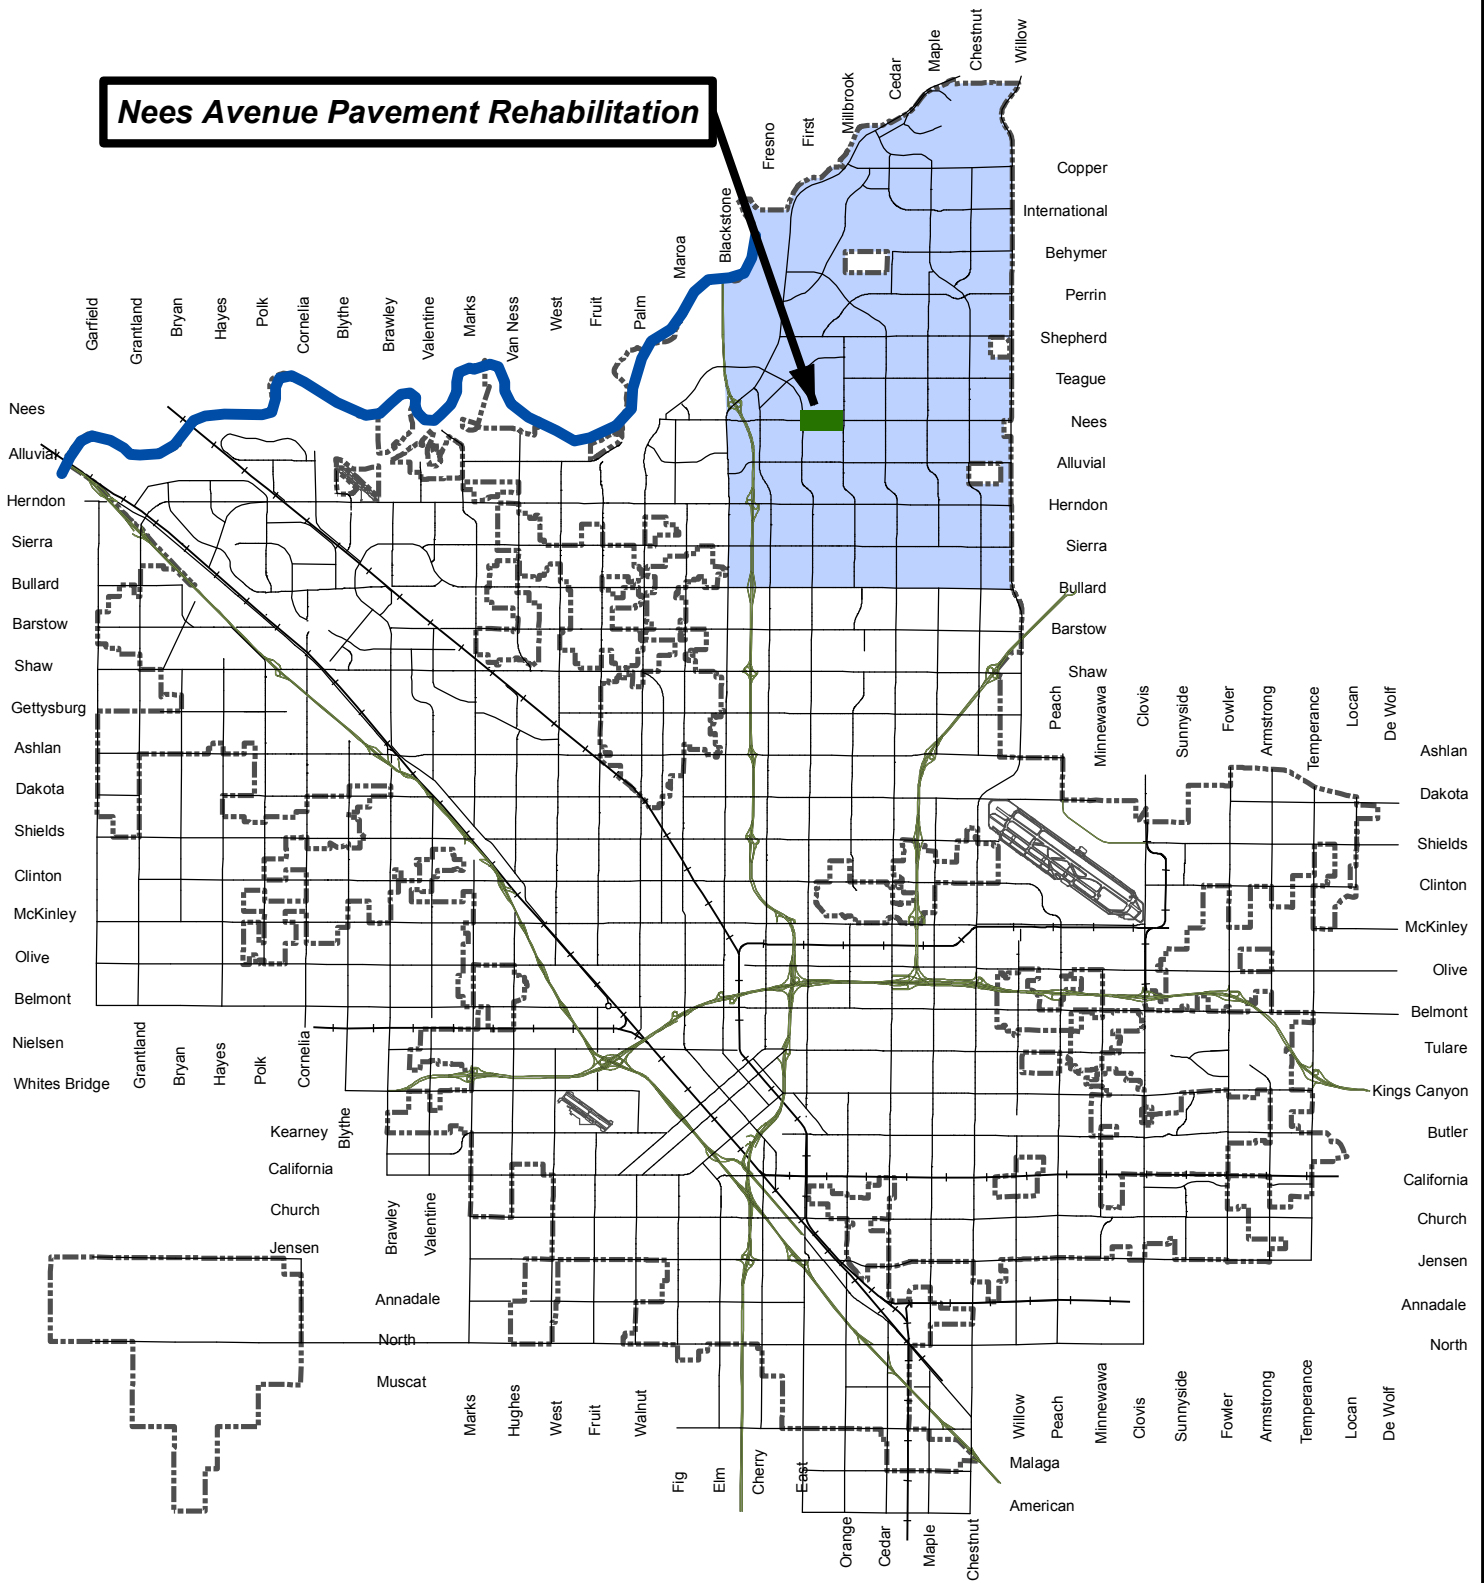 Nees Avenue Pavement Rehabilitation
Blackstone
Fresno
First
Millbrook
Cedar
Maple
Chestnut
Willow
Copper
International
Behymer
Perrin
Shepherd
Teague
Nees
Alluvial
Herndon
Sierra
Bullard
Barstow
Shaw
Garfield
Grantland
Bryan
Hayes
Polk
Cornelia
Blythe
Brawley
Valentine
Marks
Van Ness
West
Fruit
Palm
Maroa
Nees
Alluvial
Herndon
Sierra
Bullard
Barstow
Shaw
Gettysburg
Ashlan
Dakota
Shields
Clinton
McKinley
Olive
Belmont
Nielsen
Whites Bridge
Grantland
Bryan
Hayes
Polk
Cornelia
Blythe
Kearney
California
Church
Jensen
Brawley
Valentine
Annadale
North
Muscat
Peach
Minnewawa
Clovis
Sunnyside
Fowler
Armstrong
Temperance
Locan
De Wolf
Ashlan
Dakota
Shields
Clinton
McKinley
Olive
Belmont
Tulare
Kings Canyon
Butler
California
Church
Jensen
Annadale
North
Marks
Hughes
West
Fruit
Walnut
Fig
Elm
Cherry
East
Orange
Cedar
Maple
Chestnut
Willow
Peach
Minnewawa
Clovis
Sunnyside
Fowler
Armstrong
Temperance
Locan
De Wolf
Malaga
American